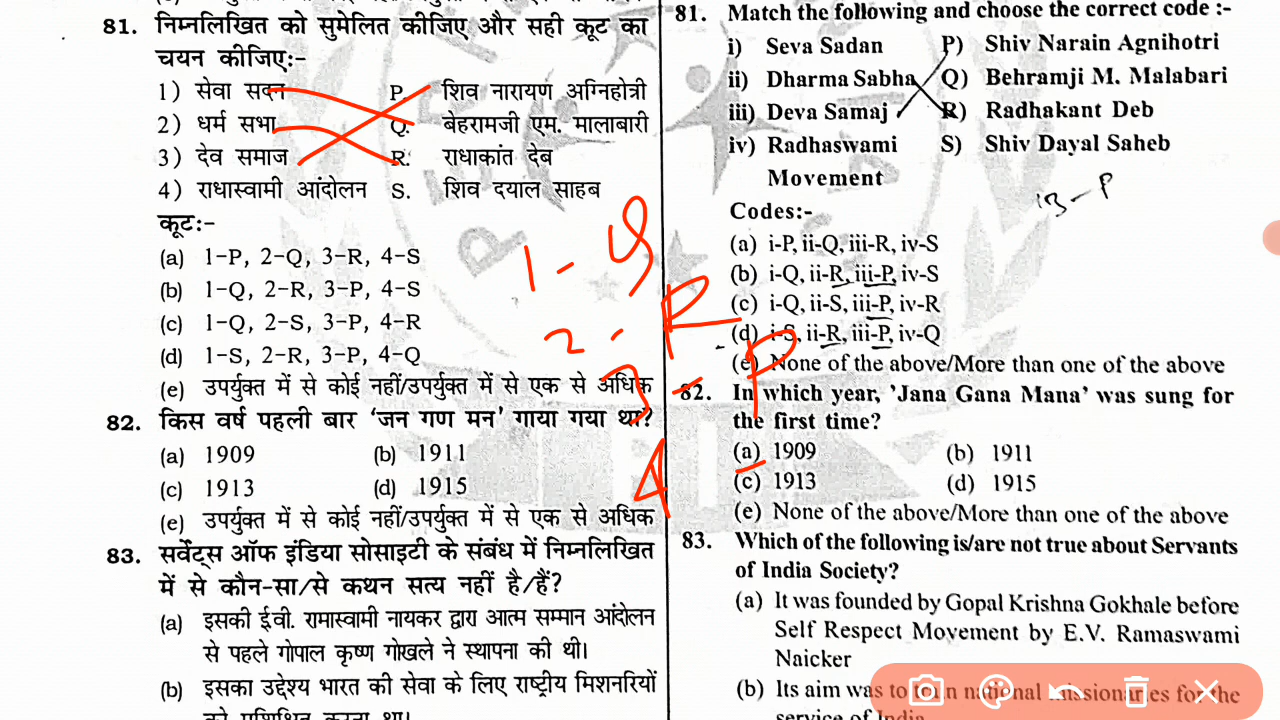 81. निम्नलिखित को सुमेलित कीजिए और सही कूट का
चयन कीजिए:-
1) सेवा सदन P. शिव नारायण अग्निहोत्री
2) धर्म सभा Q. बेहरामजी एम. मालाबारी
3) देव समाज R. राधाकांत देब
4) राधास्वामी आंदोलन S. शिव दयाल साहब
कूट:-
(a) 1-P, 2-Q, 3-R, 4-S
(b) 1-Q, 2-R, 3-P, 4-S
(c) 1-Q, 2-S, 3-P, 4-R
(d) 1-S, 2-R, 3-P, 4-Q
(e) उपर्युक्त में से कोई नहीं/उपर्युक्त में से एक से अधिक
82. किस वर्ष पहली बार ‘जन गण मन’ गाया गया था?
(a) 1909 (b) 1911
(c) 1913 (d) 1915
(e) उपर्युक्त में से कोई नहीं/उपर्युक्त में से एक से अधिक
83. सर्वेंट्स ऑफ इंडिया सोसाइटी के संबंध में निम्नलिखित
में से कौन-सा/से कथन सत्य नहीं है/हैं?
(a) इसकी ई.वी. रामास्वामी नायकर द्वारा आत्म सम्मान आंदोलन
से पहले गोपाल कृष्ण गोखले ने स्थापना की थी।
(b) इसका उद्देश्य भारत की सेवा के लिए राष्ट्रीय मिशनरियों
को प्रशिक्षित करना था।
1 - Q
2 - R
3 - P
4
81. Match the following and choose the correct code :-
i) Seva Sadan P) Shiv Narain Agnihotri
ii) Dharma Sabha Q) Behramji M. Malabari
iii) Deva Samaj R) Radhakant Deb
iv) Radhaswami S) Shiv Dayal Saheb
Movement
Codes:-
(a) i-P, ii-Q, iii-R, iv-S
(b) i-Q, ii-R, iii-P, iv-S
(c) i-Q, ii-S, iii-P, iv-R
(d) i-S, ii-R, iii-P, iv-Q
(e) None of the above/More than one of the above
82. In which year, ’Jana Gana Mana’ was sung for
the first time?
(a) 1909 (b) 1911
(c) 1913 (d) 1915
(e) None of the above/More than one of the above
83. Which of the following is/are not true about Servants
of India Society?
(a) It was founded by Gopal Krishna Gokhale before
Self Respect Movement by E.V. Ramaswami
Naicker
(b) Its aim was to train national missionaries for the
service of India